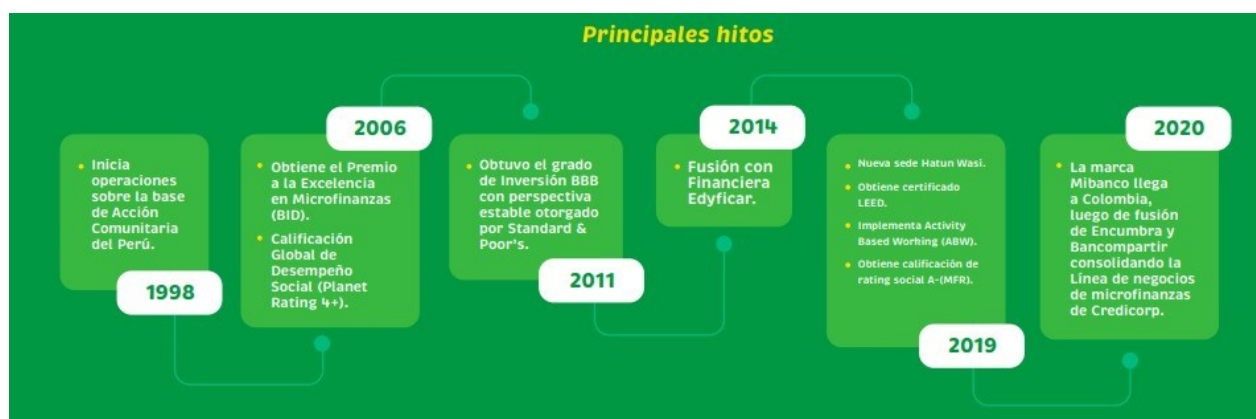 Principales hitos
Inicia
operaciones
sobre la base
de Acción
Comunitaria
del Perú.
1998
2006
Obtiene el Premio
a la Excelencia
en Microfinanzas
(BID).
Calificación
Global de
Desempeño
Social (Planet
Rating 4+).
Obtuvo el grado
de Inversión BBB
con perspectiva
estable otorgado
por Standard &
Poor's.
2011
2014
Fusión con
Financiera
Edyficar.
Nueva sede Hatun Wasi.
Obtiene certificado
LEED.
Implementa Activity
Based Working (ABW).
Obtiene calificación de
rating social A-(MFR).
2019
2020
La marca
Mibanco llega
a Colombia,
luego de fusión
de Encumbra y
Bancompartir
consolidando la
Línea de negocios
de microfinanzas
de Credicorp.